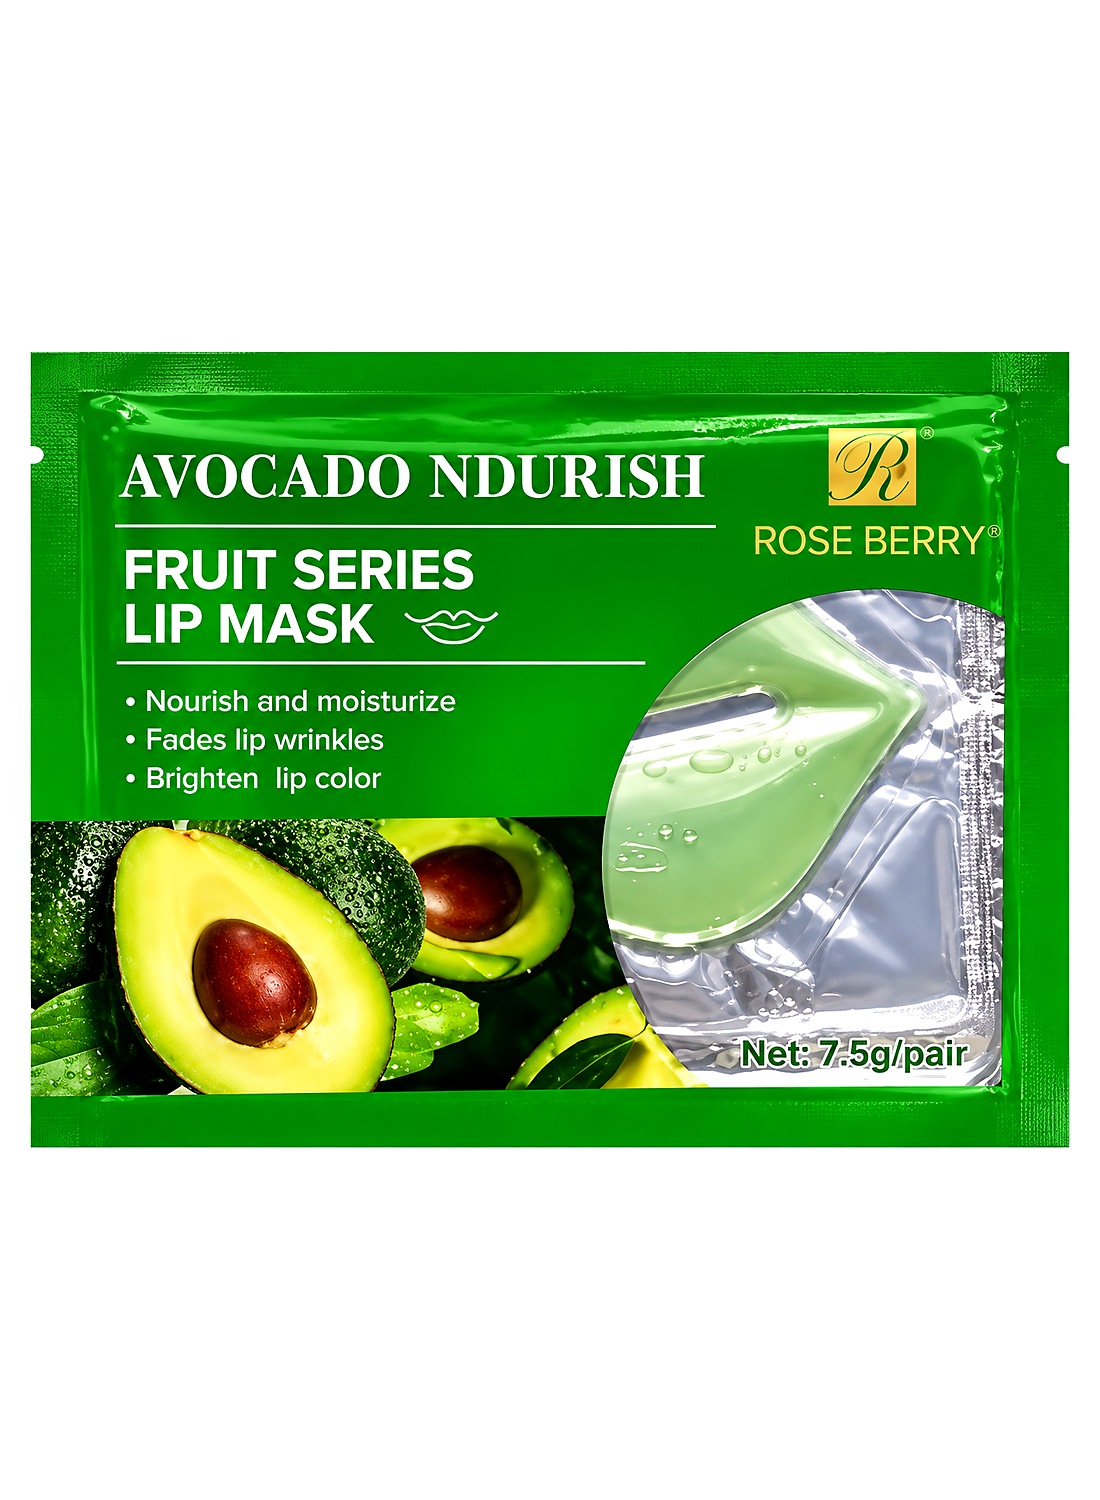 AVOCADO NDURISH
R®
ROSE BERRY®
FRUIT SERIES
LIP MASK
• Nourish and moisturize
• Fades lip wrinkles
• Brighten lip color
Net: 7.5g/pair